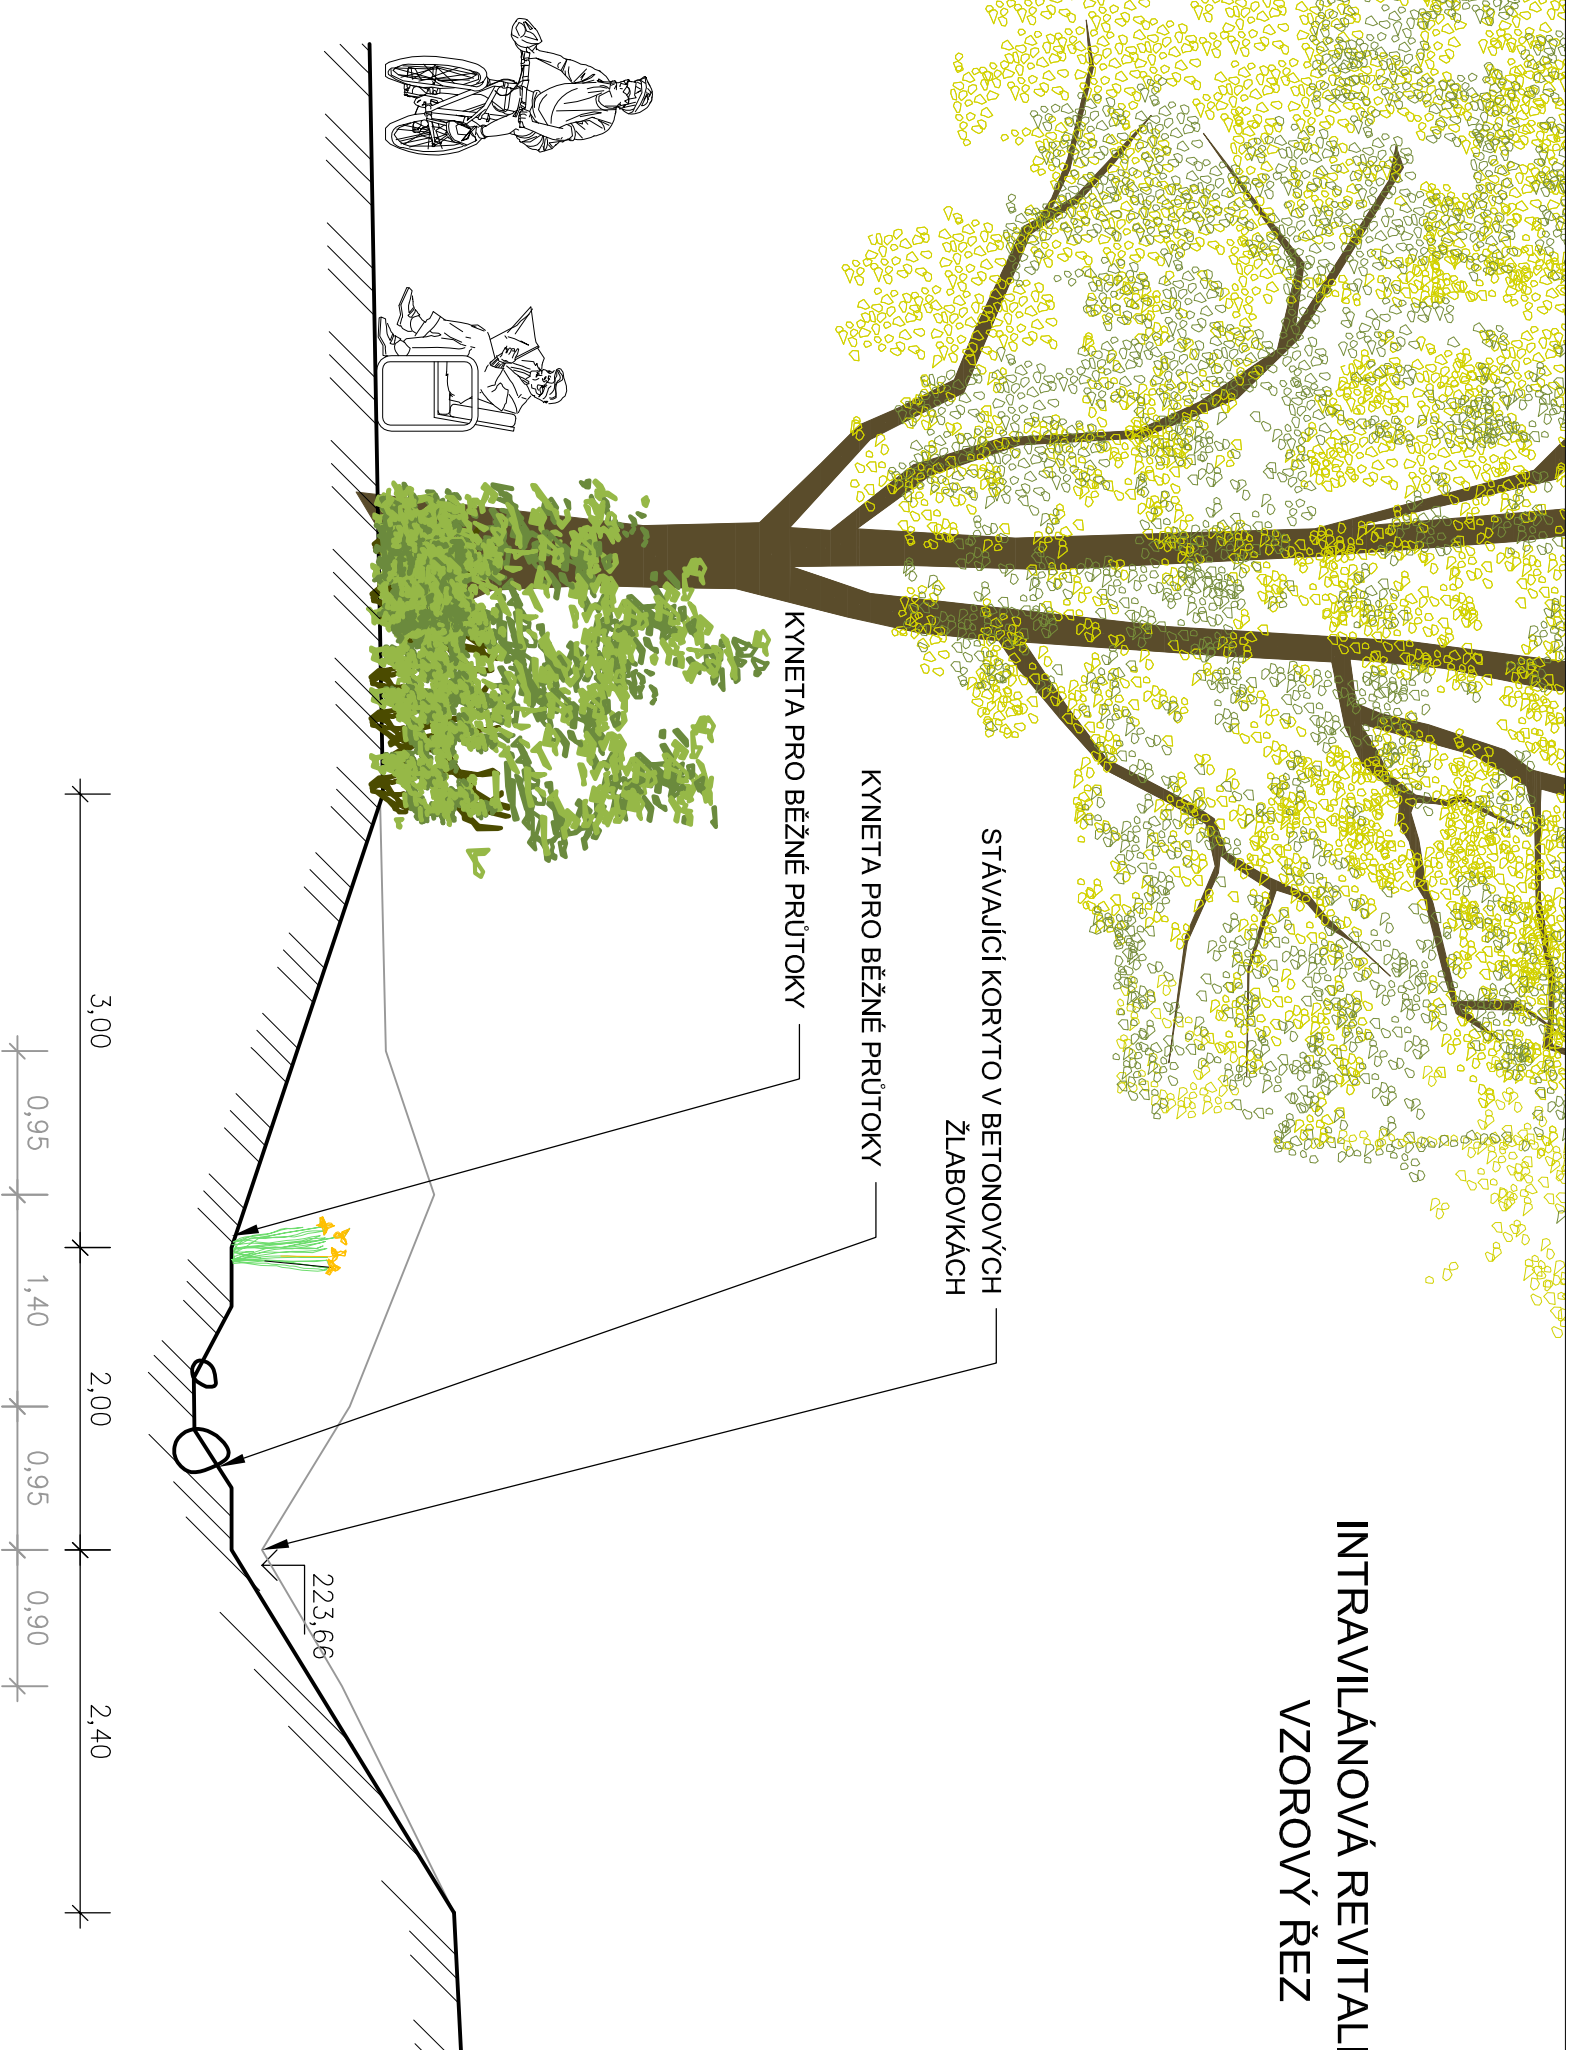 INTRAVILÁNOVÁ
VZOROVÝ ŘEZ
STÁVAJÍCÍ KORYTO V BETONOVÝCH
ŽLABOVKÁCH
KYNETA PRO BĚŽNÉ PRŮTOKY
KYNETA PRO BĚŽNÉ PRŮTOKY
223,66
3,00 2,00 2,40
0,95 1,40 0,95 0,90